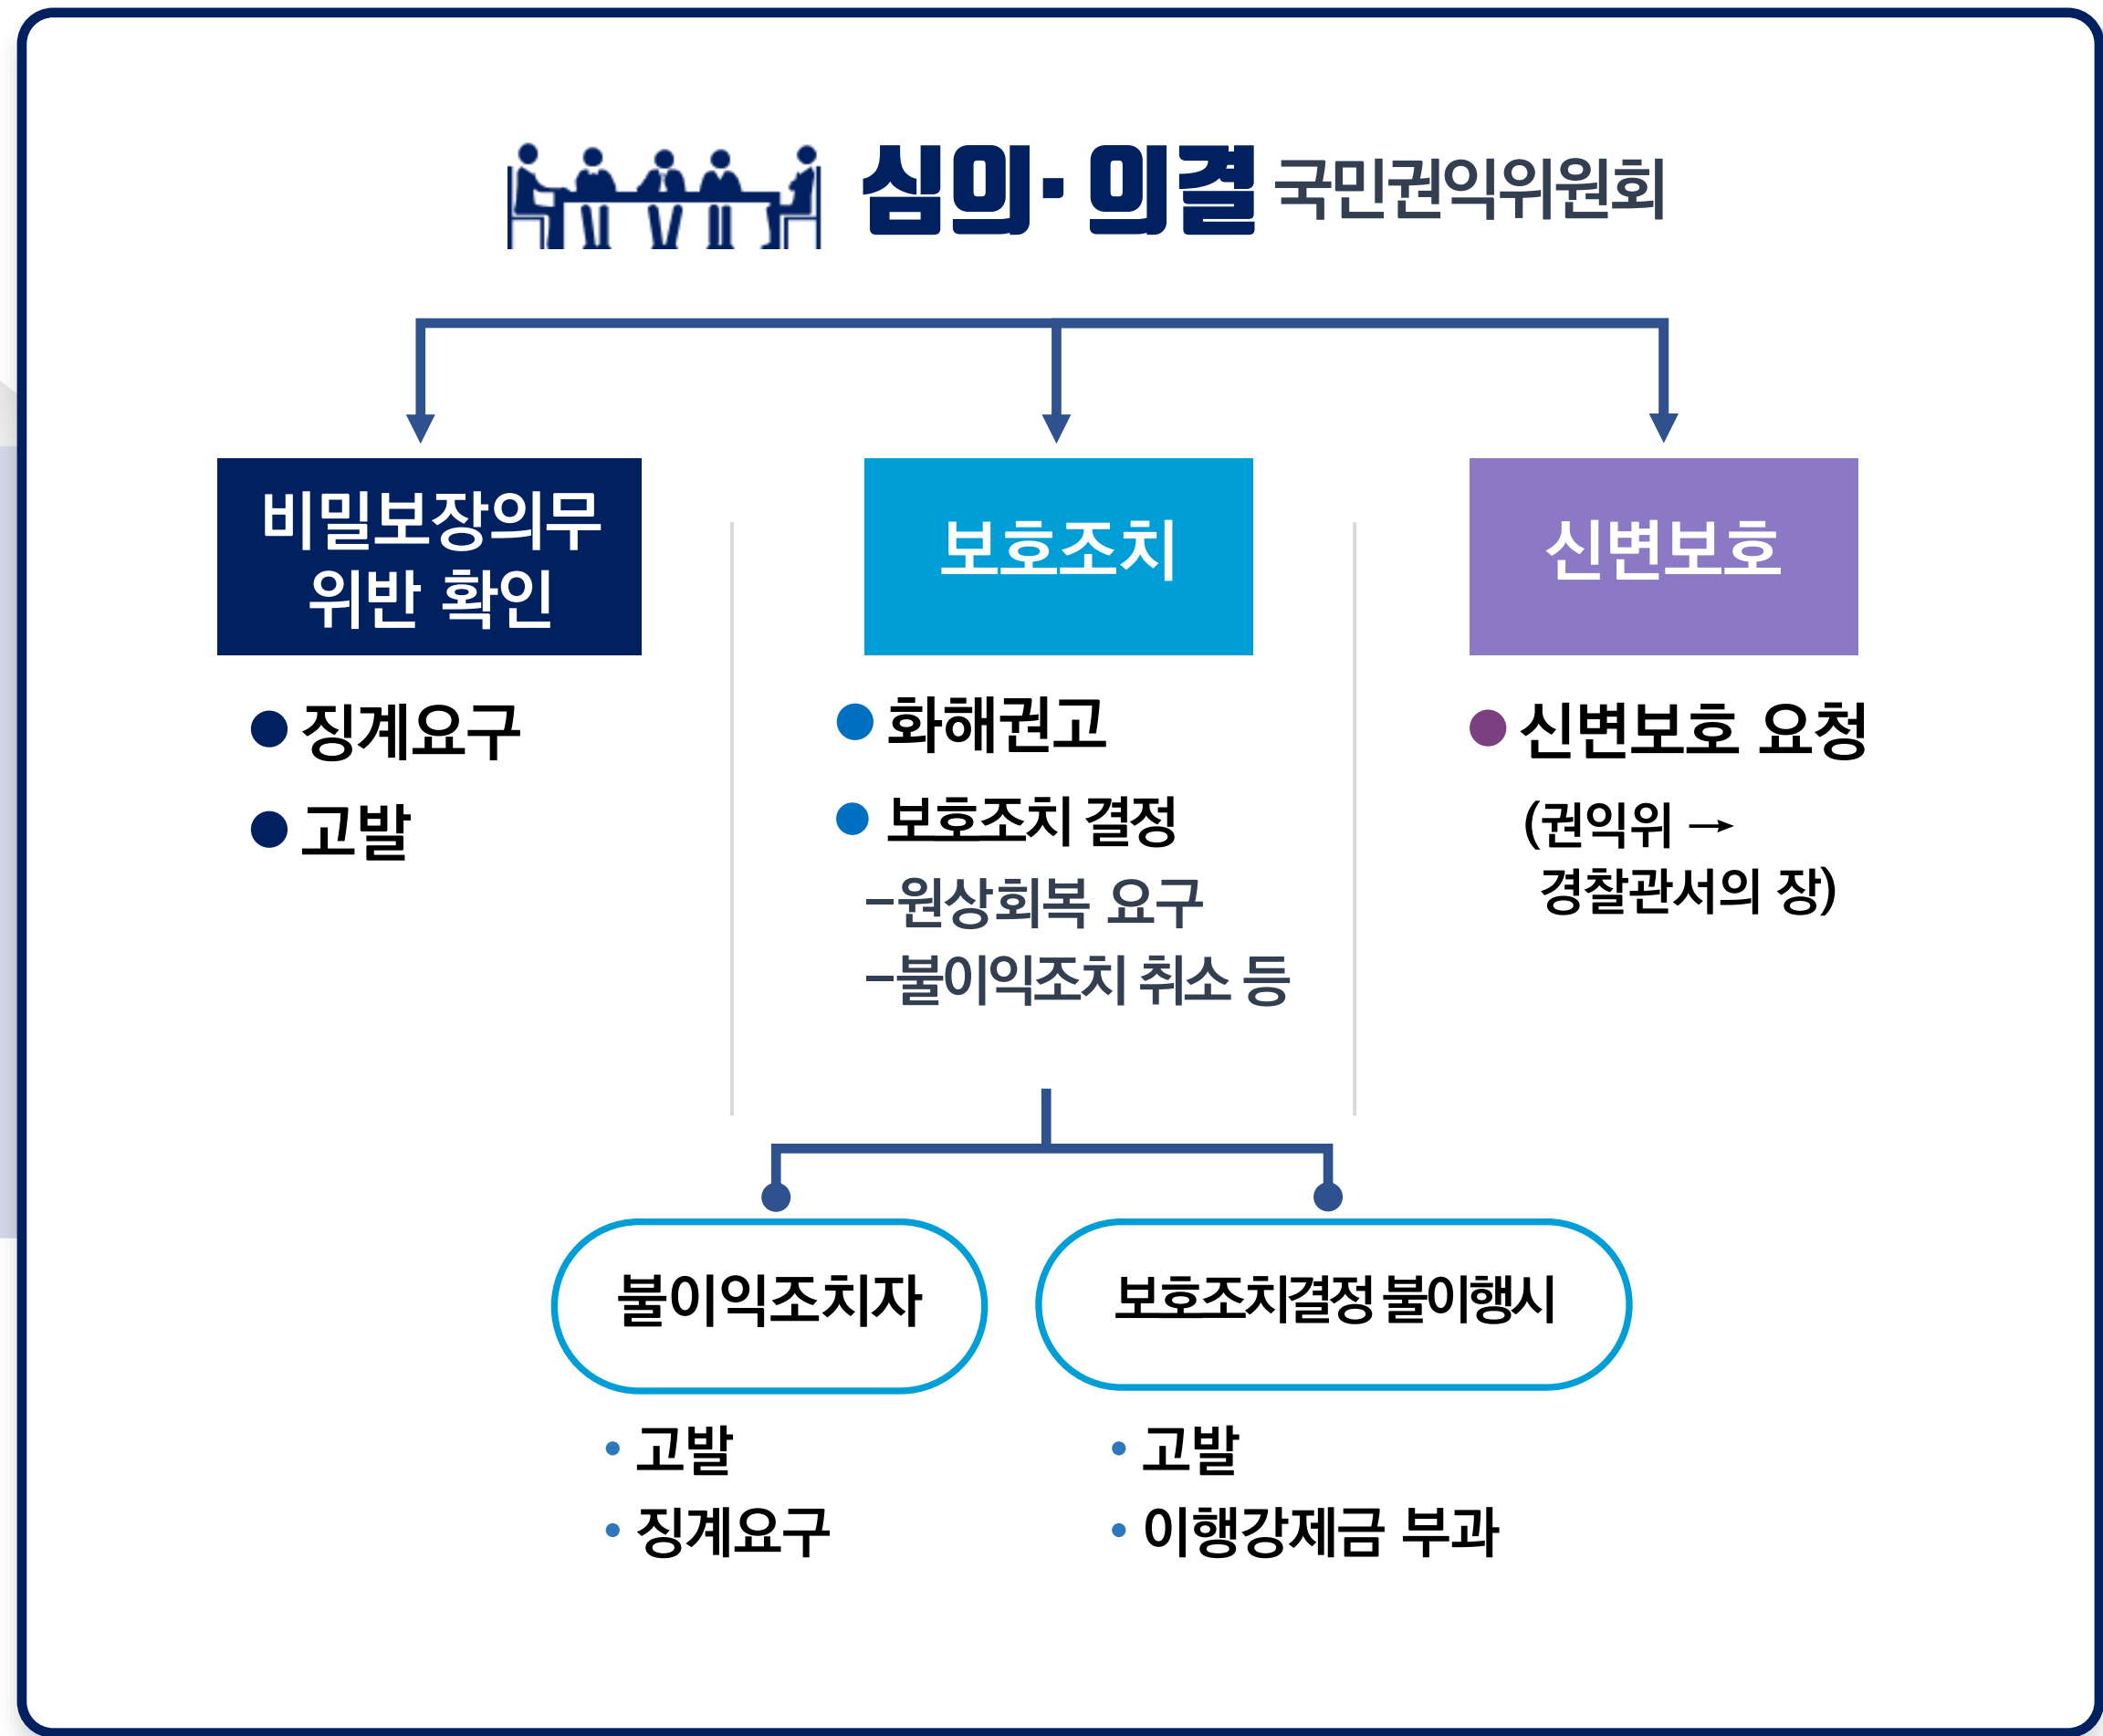 심의· 의결 국민권익위원회
비밀보장의무
위반 확인
징계요구
고발
보호조치
화해권고
보호조치 결정
–원상회복 요구
–불이익조치 취소 등
신변보호
신변보호 요청
(권익위 →
경찰관서의 장)
불이익조치자
고발
징계요구
보호조치결정 불이행시
고발
이행강제금 부과